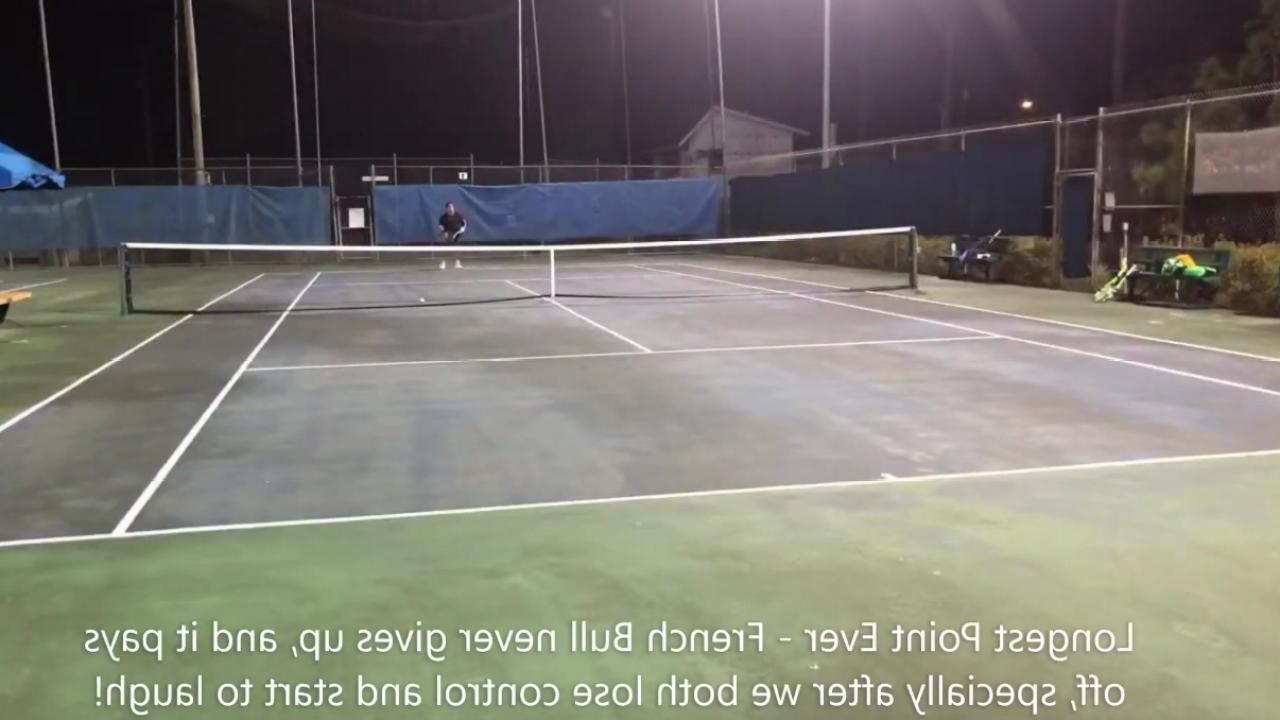 Longest Point Ever - French Bull never gives up, and it pays
off, specially after we both lose control and start to laugh!